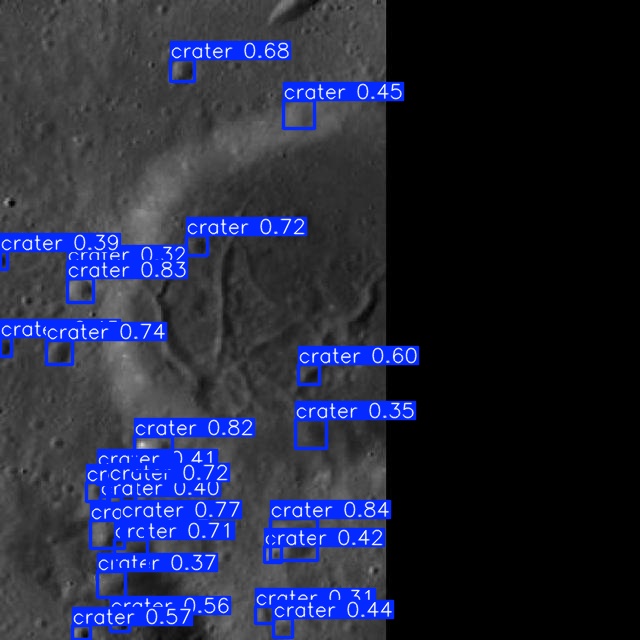 crater 0.68
crater 0.45
crater 0.72
crater 0.39
crater 0.32
crater 0.83
crater 0.74
crater 0.60
crater 0.35
crater 0.82
crater 0.41
crater 0.72
crater 0.40
crater 0.84
crater 0.77
crater 0.71
crater 0.42
crater 0.37
crater 0.31
crater 0.56
crater 0.44
crater 0.57